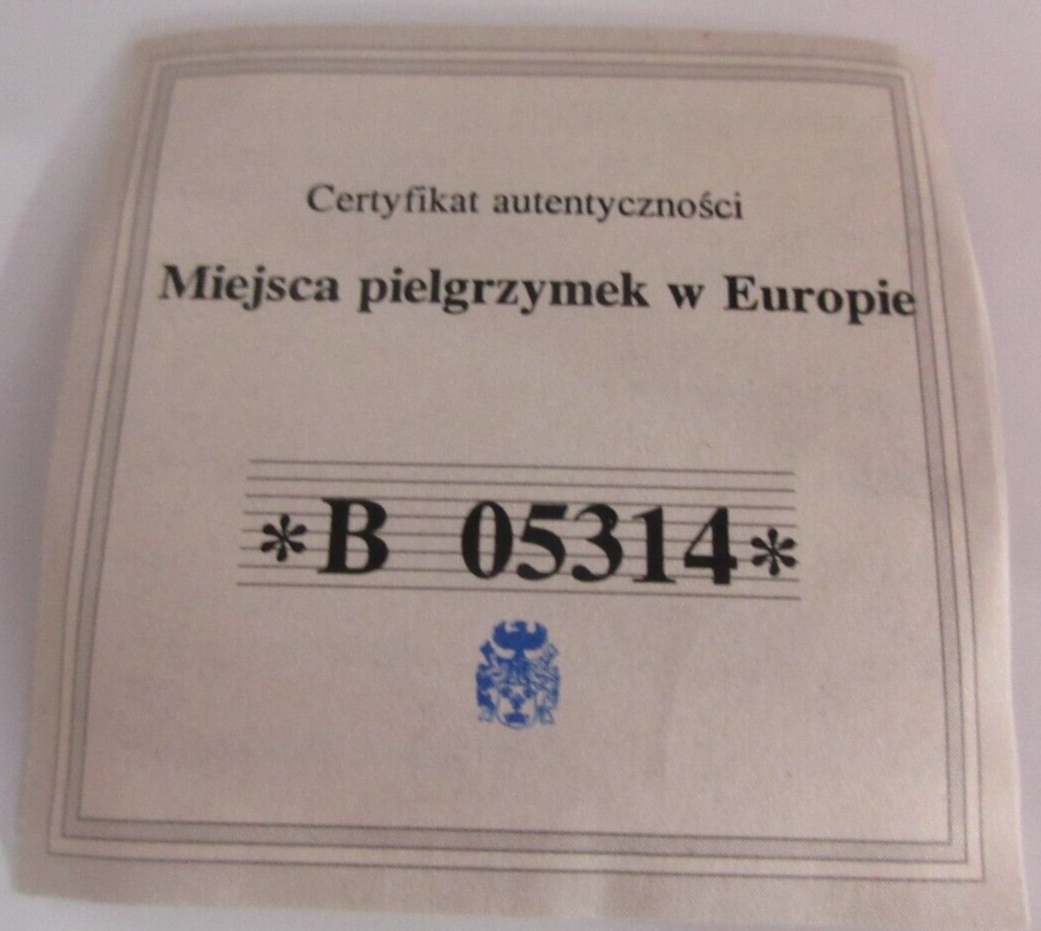 Certyfikat autentyczności
Miejsca pielgrzymek w Europie
*B 05314*